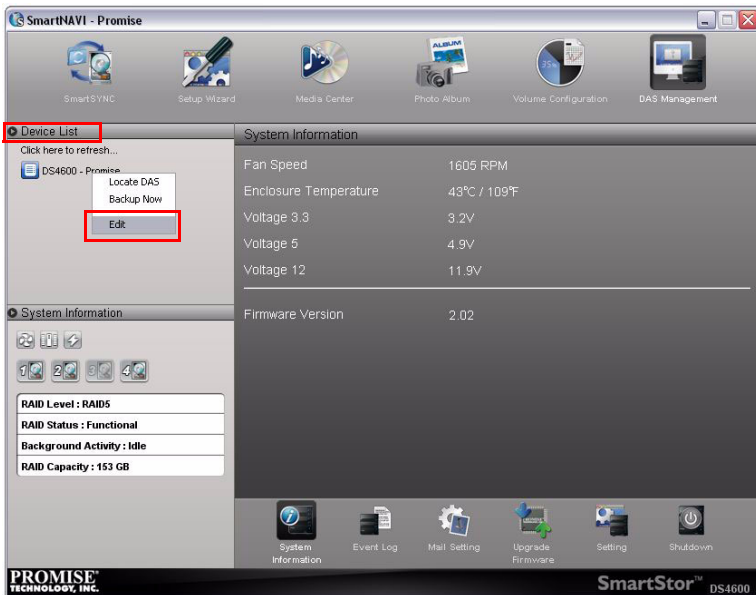 SmartNAVI - Promise
SmartSYNC
Setup Wizard
Media Center
ALBUM
Photo Album
35%
Volume Configuration
DAS Management
Device List
Click here to refresh...
DS4600 - Promise
Locate DAS
Backup Now
Edit
System Information
Fan Speed 1605 RPM
Enclosure Temperature 43°C / 109°F
Voltage 3.3 3.2V
Voltage 5 4.9V
Voltage 12 11.9V
Firmware Version 2.02
System Information
1 2 3 4
RAID Level : RAID5
RAID Status : Functional
Background Activity : Idle
RAID Capacity : 153 GB
System Information
Event Log
Mail Setting
Upgrade Firmware
Setting
Shutdown
PROMISE®
TECHNOLOGY, INC.
SmartStor™ DS4600